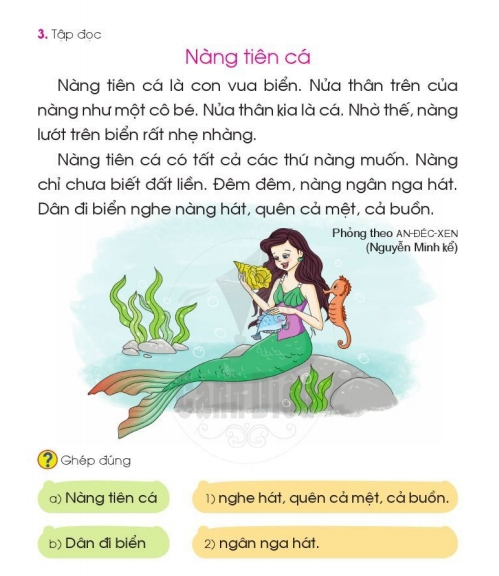 3. Tập đọc
Nàng tiên cá
Nàng tiên cá là con vua biển. Nửa thân trên của
nàng như một cô bé. Nửa thân kia là cá. Nhờ thế, nàng
lướt trên biển rất nhẹ nhàng.
Nàng tiên cá có tất cả các thứ nàng muốn. Nàng
chỉ chưa biết đất liền. Đêm đêm, nàng ngân nga hát.
Dân đi biển nghe nàng hát, quên cả mệt, cả buồn.
Phỏng theo AN-ĐÉC-XEN
(Nguyễn Minh kể)
? Ghép đúng
a) Nàng tiên cá
1) nghe hát, quên cả mệt, cả buồn.
b) Dân đi biển
2) ngân nga hát.